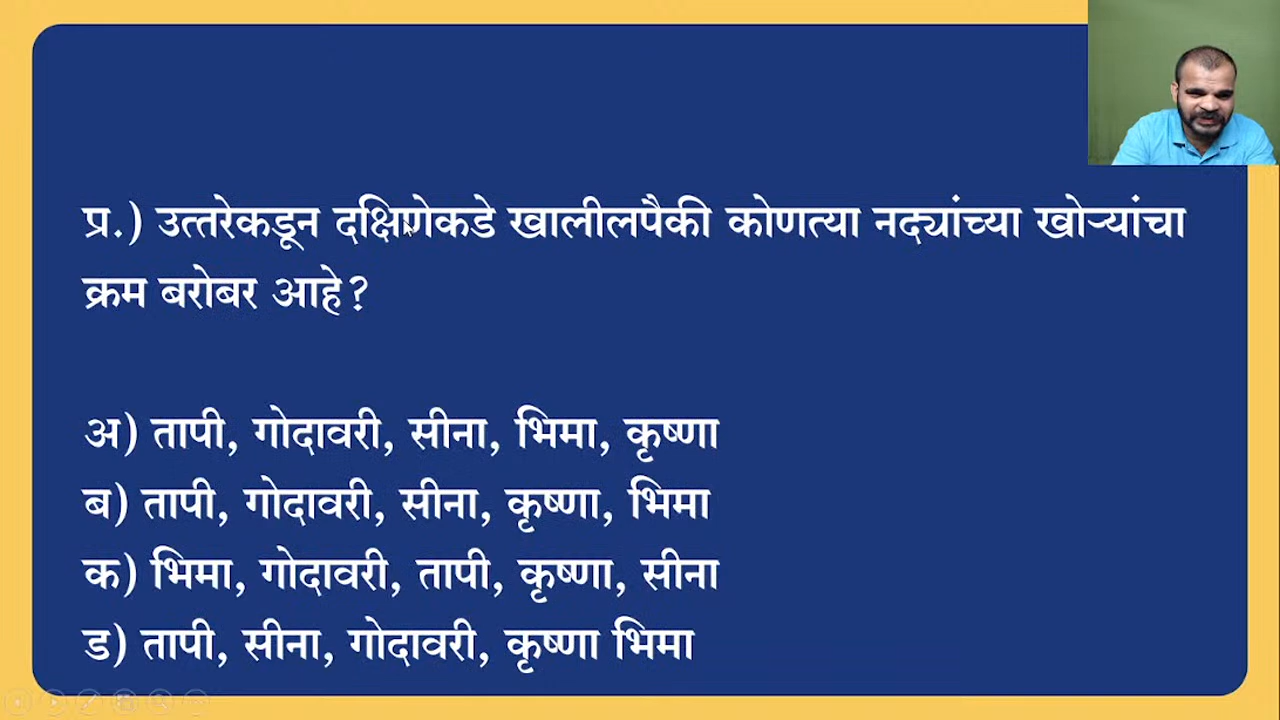 प्र.) उत्तरेकडून दक्षिणेकडे खालीलपैकी कोणत्या नद्यांच्या खोऱ्यांचा
क्रम बरोबर आहे?
अ) तापी, गोदावरी, सीना, भिमा, कृष्णा
ब) तापी, गोदावरी, सीना, कृष्णा, भिमा
क) भिमा, गोदावरी, तापी, कृष्णा, सीना
ड) तापी, सीना, गोदावरी, कृष्णा भिमा